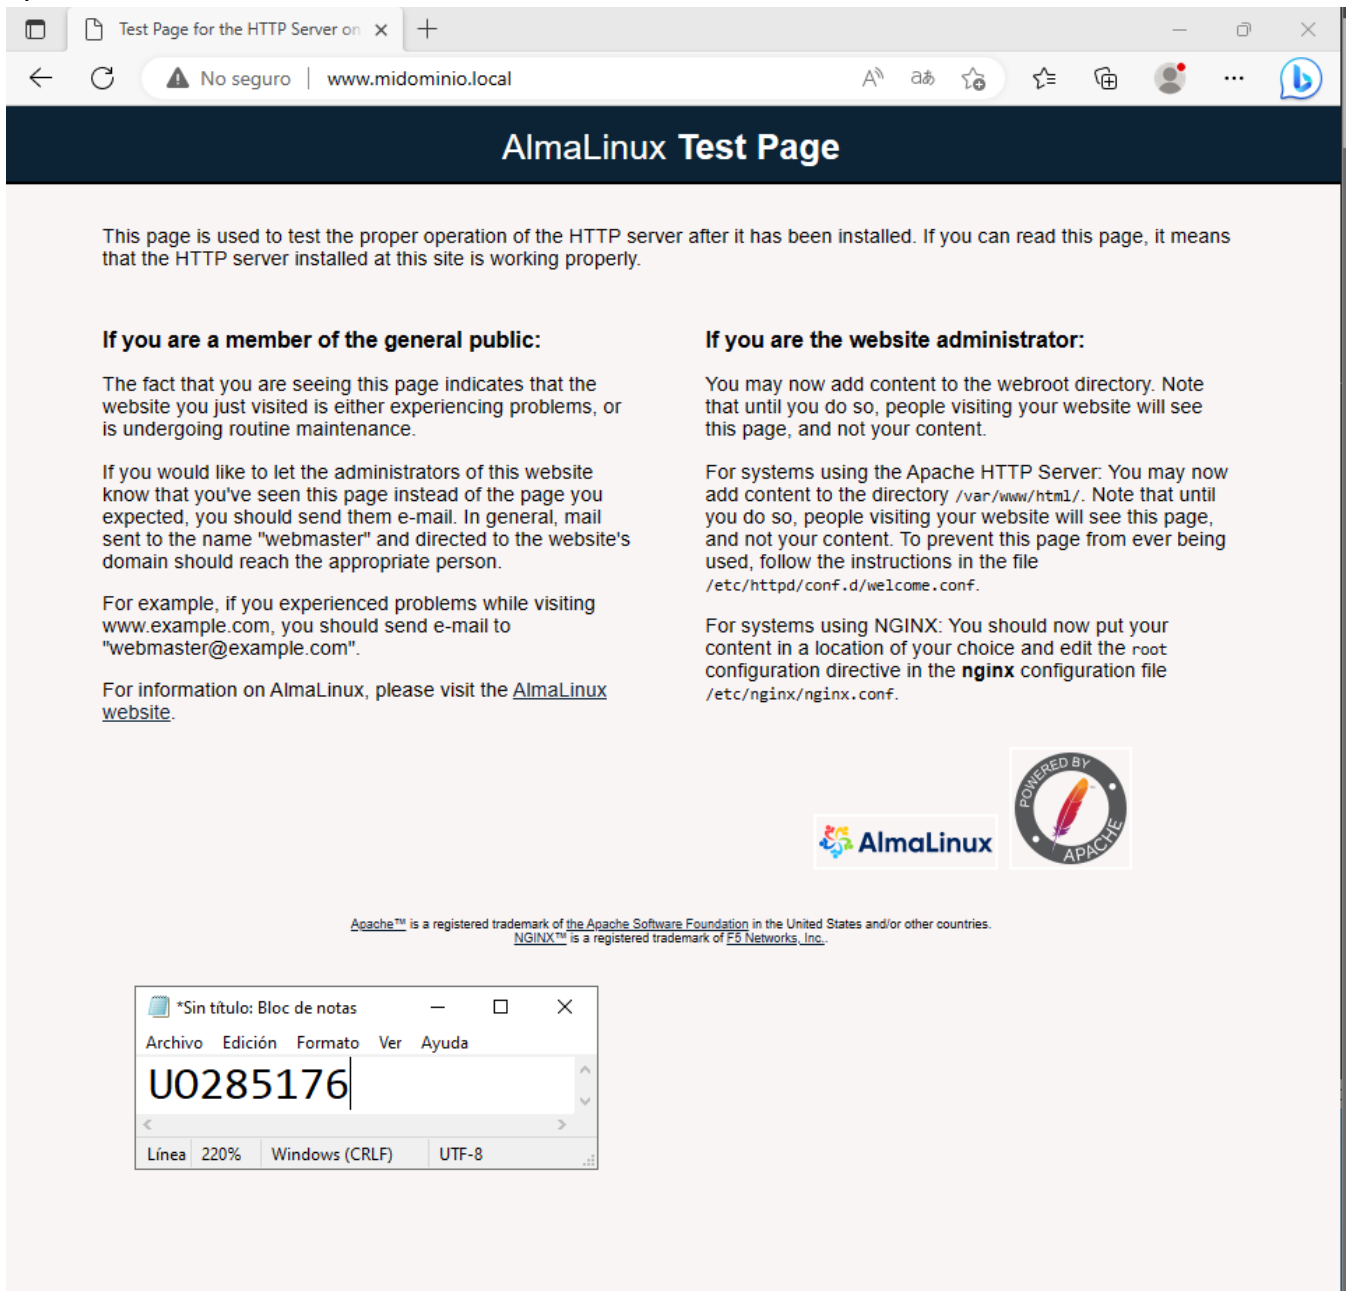 Test Page for the HTTP Server on
No seguro | www.midominio.local
AlmaLinux Test Page
This page is used to test the proper operation of the HTTP server after it has been installed. If you can read this page, it means
that the HTTP server installed at this site is working properly.
If you are a member of the general public:
The fact that you are seeing this page indicates that the
website you just visited is either experiencing problems, or
is undergoing routine maintenance.
If you would like to let the administrators of this website
know that you've seen this page instead of the page you
expected, you should send them e-mail. In general, mail
sent to the name "webmaster" and directed to the website's
domain should reach the appropriate person.
For example, if you experienced problems while visiting
www.example.com, you should send e-mail to
"webmaster@example.com".
For information on AlmaLinux, please visit the AlmaLinux
website.
If you are the website administrator:
You may now add content to the webroot directory. Note
that until you do so, people visiting your website will see
this page, and not your content.
For systems using the Apache HTTP Server: You may now
add content to the directory /var/www/html/. Note that until
you do so, people visiting your website will see this page,
and not your content. To prevent this page from ever being
used, follow the instructions in the file
/etc/httpd/conf.d/welcome.conf.
For systems using NGINX: You should now put your
content in a location of your choice and edit the root
configuration directive in the nginx configuration file
/etc/nginx/nginx.conf.
AlmaLinux
POWERED BY
APACHE
Apache™ is a registered trademark of the Apache Software Foundation in the United States and/or other countries.
NGINX™ is a registered trademark of F5 Networks, Inc..
*Sin título: Bloc de notas
Archivo Edición Formato Ver Ayuda
UO285176
Línea 220% Windows (CRLF) UTF-8